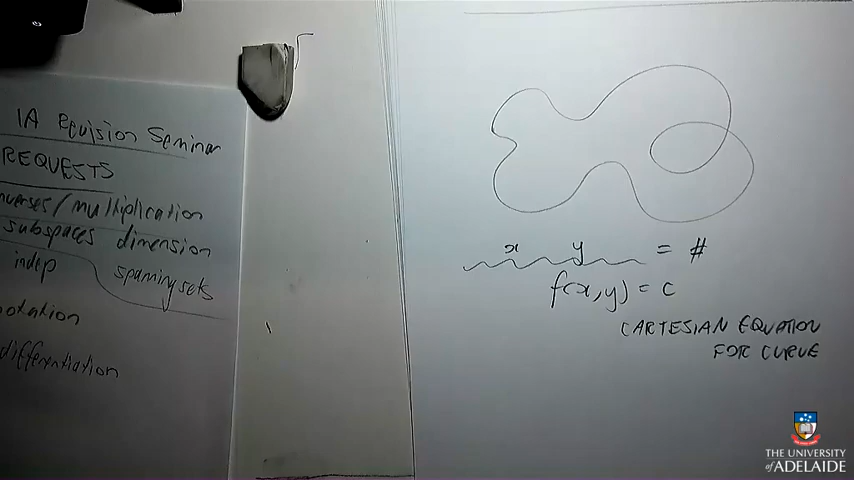 1A Revision Seminar
REQUESTS
nverses/multiplication
subspaces dimension
indep spanning sets
otation
differentiation
x y = #
f(x,y) = c
CARTESIAN EQUATION
FOR CURVE
THE UNIVERSITY
of ADELAIDE